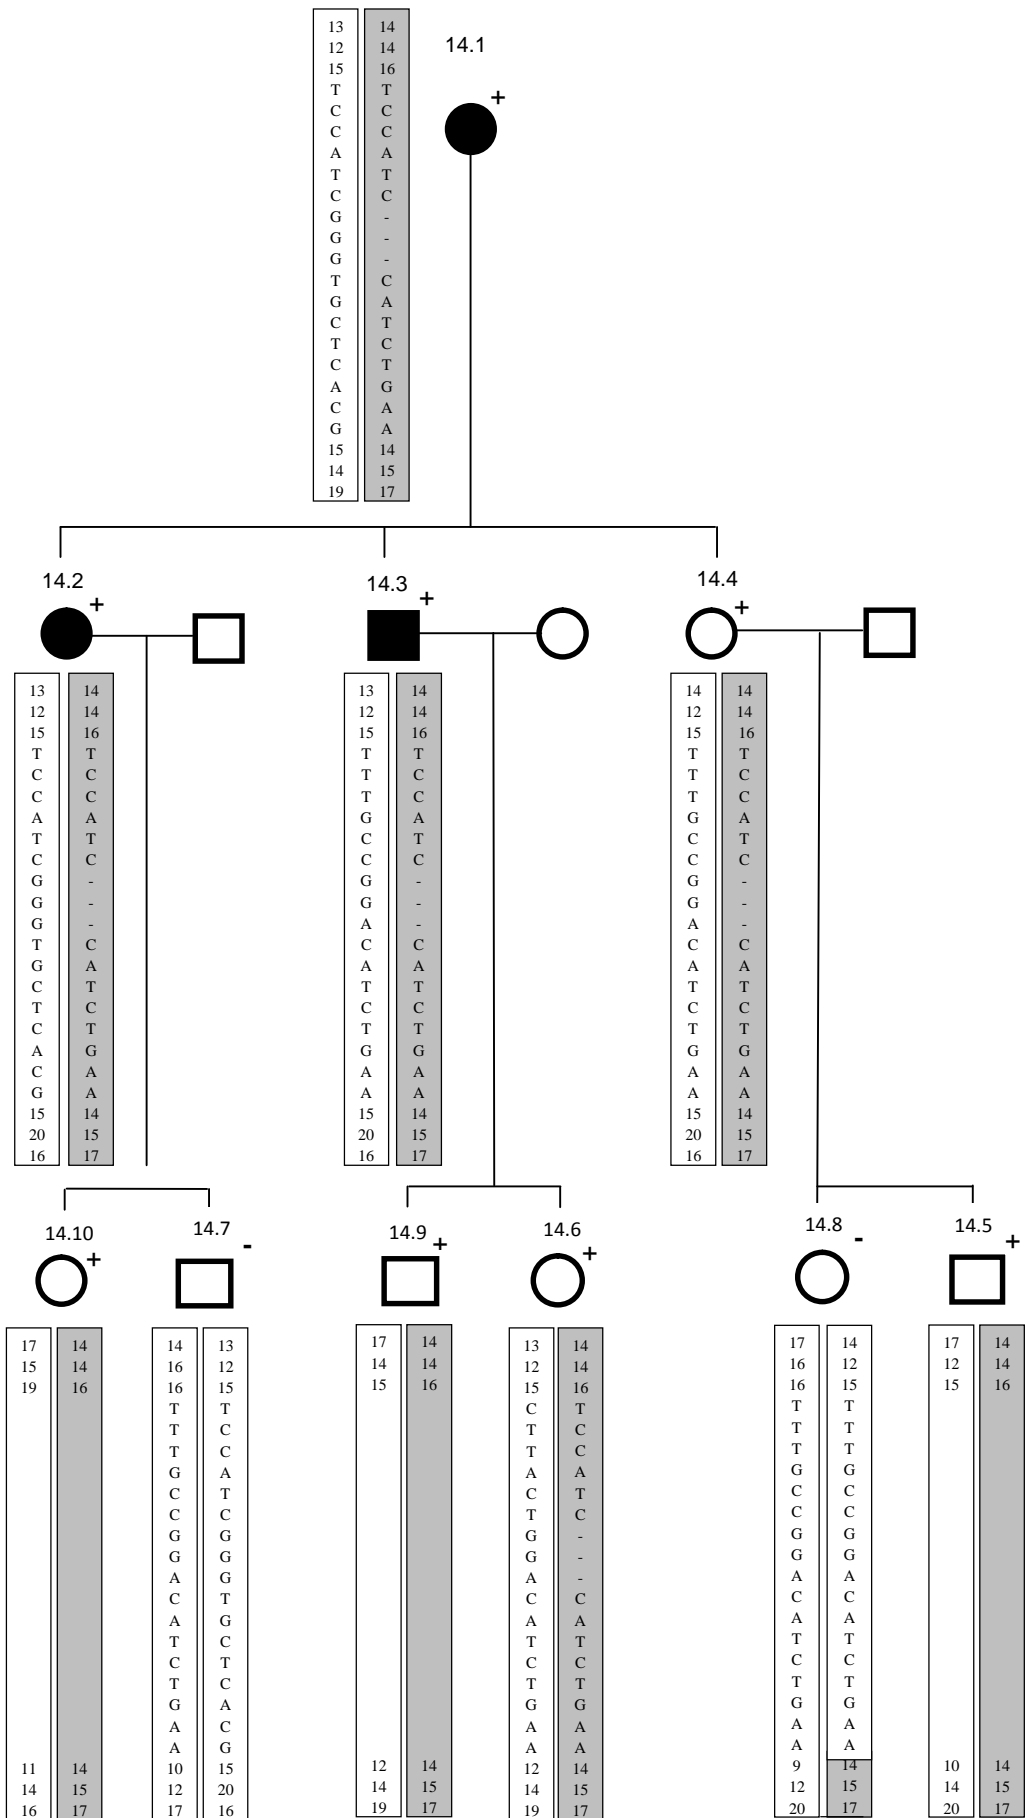 14.1
+
13 14
12 14
15 16
T T
C C
C C
A A
T T
C C
G -
G -
G -
T C
G A
C T
T C
C T
A G
C A
G A
15 14
14 15
19 17
14.2
+
13 14
12 14
15 16
T T
C C
C C
A A
T T
C C
G -
G -
G -
T C
G A
C T
T C
C T
A G
C A
G A
15 14
20 15
16 17
14.3
+
13 14
12 14
15 16
T T
T C
T C
G A
C T
C C
G -
G -
A -
C C
A A
T T
C C
T T
G G
A A
A A
15 14
20 15
16 17
14.4
+
14 14
12 14
15 16
T T
T C
T C
G A
C T
C C
G -
G -
A -
C C
A A
T T
C C
T T
G G
A A
A A
15 14
20 15
16 17
14.10
+
17 14
15 14
19 16
11 14
14 15
16 17
14.7
-
14 13
16 12
16 15
T T
T C
T C
G A
C T
C C
G G
G G
A G
C T
A G
T C
C T
T C
G A
A C
A G
10 15
12 20
17 16
14.9
+
17 14
14 14
15 16
12 14
14 15
19 17
14.6
+
13 14
12 14
15 16
C T
T C
T C
A A
C T
T C
G -
G -
A -
C C
A A
T T
C C
T T
G G
A A
A A
12 14
14 15
19 17
14.8
-
17 14
16 12
16 15
T T
T T
T T
G G
C C
C C
G G
G G
A A
C C
A A
T T
C C
T T
G G
A A
A A
9 14
12 15
20 17
14.5
+
17 14
12 14
15 16
10 14
14 15
20 17